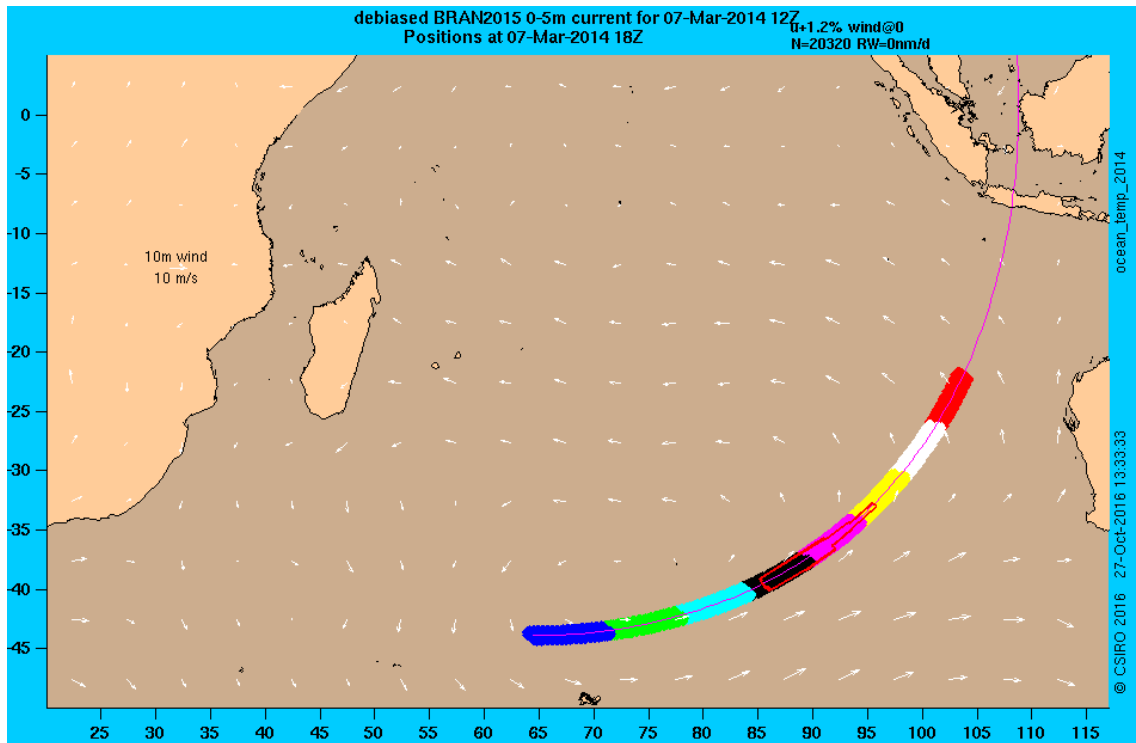 debiased BRAN2015 0-5m current for 07-Mar-2014 12Z
Positions at 07-Mar-2014 18Z
u+1.2% wind@0
N=20320 RW=0nm/d
0
-5
-10
-15
-20
-25
-30
-35
-40
-45
10m wind
10 m/s
25 30 35 40 45 50 55 60 65 70 75 80 85 90 95 100 105 110 115
ocean_temp_2014
© CSIRO 2016 27-Oct-2016 13:33:33